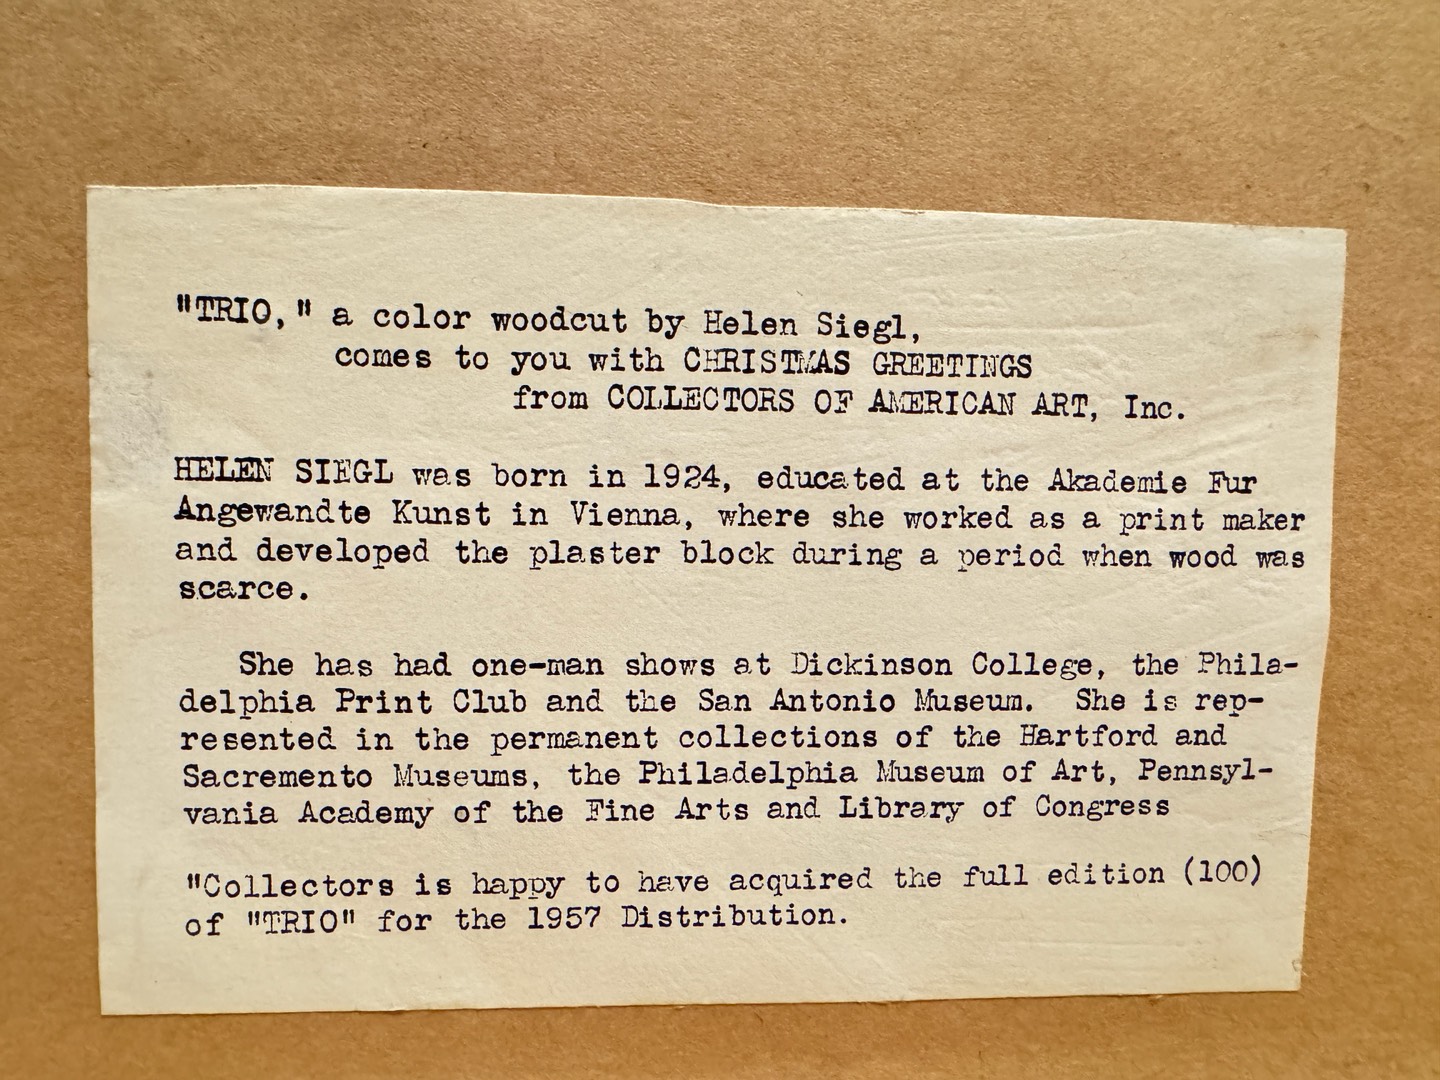 "TRIO," a color woodcut by Helen Siegl,
comes to you with CHRISTMAS GREETINGS
from COLLECTORS OF AMERICAN ART, Inc.
HELEN SIEGL was born in 1924, educated at the Akademie Fur
Angewandte Kunst in Vienna, where she worked as a print maker
and developed the plaster block during a period when wood was
scarce.
She has had one-man shows at Dickinson College, the Phila-
delphia Print Club and the San Antonio Museum. She is rep-
resented in the permanent collections of the Hartford and
Sacremento Museums, the Philadelphia Museum of Art, Pennsyl-
vania Academy of the Fine Arts and Library of Congress
"Collectors is happy to have acquired the full edition (100)
of "TRIO" for the 1957 Distribution.